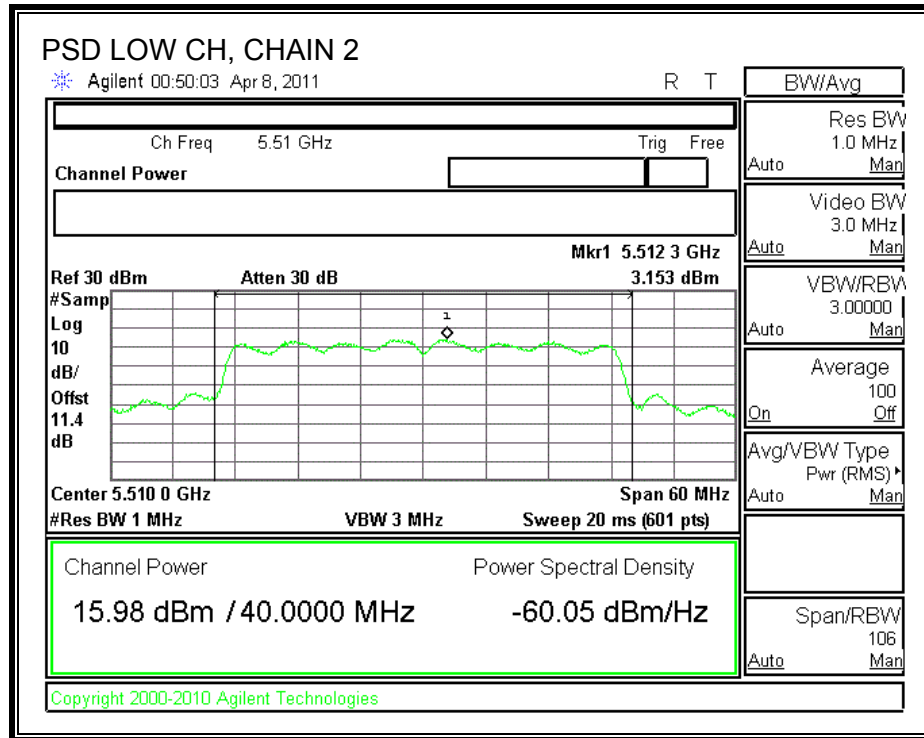 PSD LOW CH, CHAIN 2
Agilent 00:50:03 Apr 8, 2011 R T
BW/Avg
Ch Freq 5.51 GHz Trig Free
Channel Power
Mkr1 5.512 3 GHz
Ref 30 dBm Atten 30 dB 3.153 dBm
#Samp
Log
10
dB/
Offst
11.4
dB
1
Center 5.510 0 GHz Span 60 MHz
#Res BW 1 MHz VBW 3 MHz Sweep 20 ms (601 pts)
Channel Power Power Spectral Density
15.98 dBm / 40.0000 MHz -60.05 dBm/Hz
Copyright 2000-2010 Agilent Technologies
Res BW
1.0 MHz
Auto Man
Video BW
3.0 MHz
Auto Man
VBW/RBW
3.00000
Auto Man
Average
100
On Off
Avg/VBW Type
Pwr (RMS)
Auto Man
Span/RBW
106
Auto Man